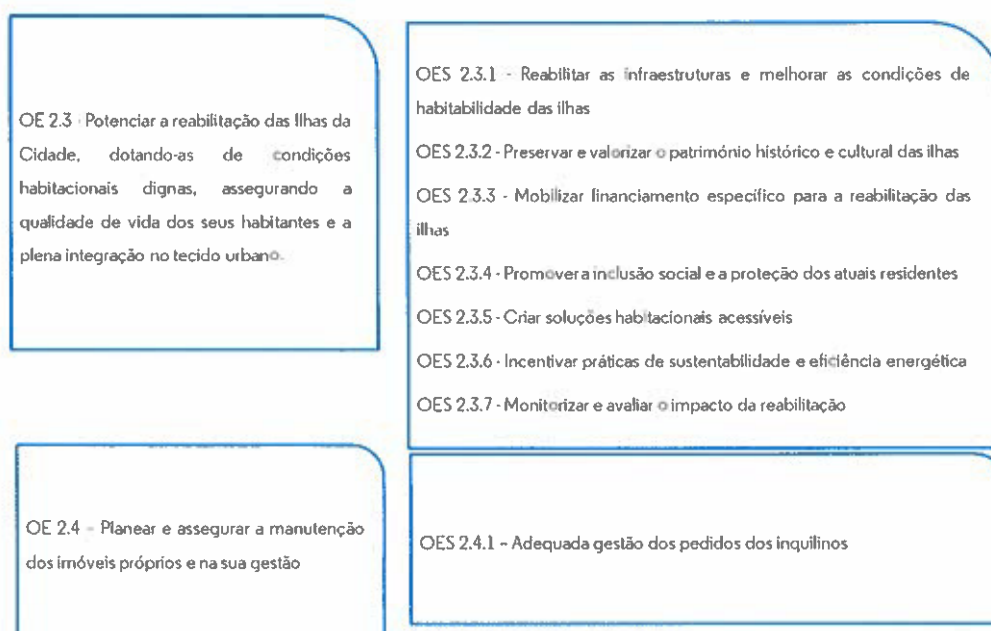 OE 2.3 - Potenciar a reabilitação das Ilhas da
Cidade, dotando-as de condições
habitacionais dignas, assegurando a
qualidade de vida dos seus habitantes e a
plena integração no tecido urbano.
OES 2.3.1 - Reabilitar as infraestruturas e melhorar as condições de
habitabilidade das ilhas
OES 2.3.2 - Preservar e valorizar o património histórico e cultural das ilhas
OES 2.3.3 - Mobilizar financiamento específico para a reabilitação das
ilhas
OES 2.3.4 - Promover a inclusão social e a proteção dos atuais residentes
OES 2.3.5 - Criar soluções habitacionais acessíveis
OES 2.3.6 - Incentivar práticas de sustentabilidade e eficiência energética
OES 2.3.7 - Monitorizar e avaliar o impacto da reabilitação
OE 2.4 – Planear e assegurar a manutenção
dos imóveis próprios e na sua gestão
OES 2.4.1 – Adequada gestão dos pedidos dos inquilinos